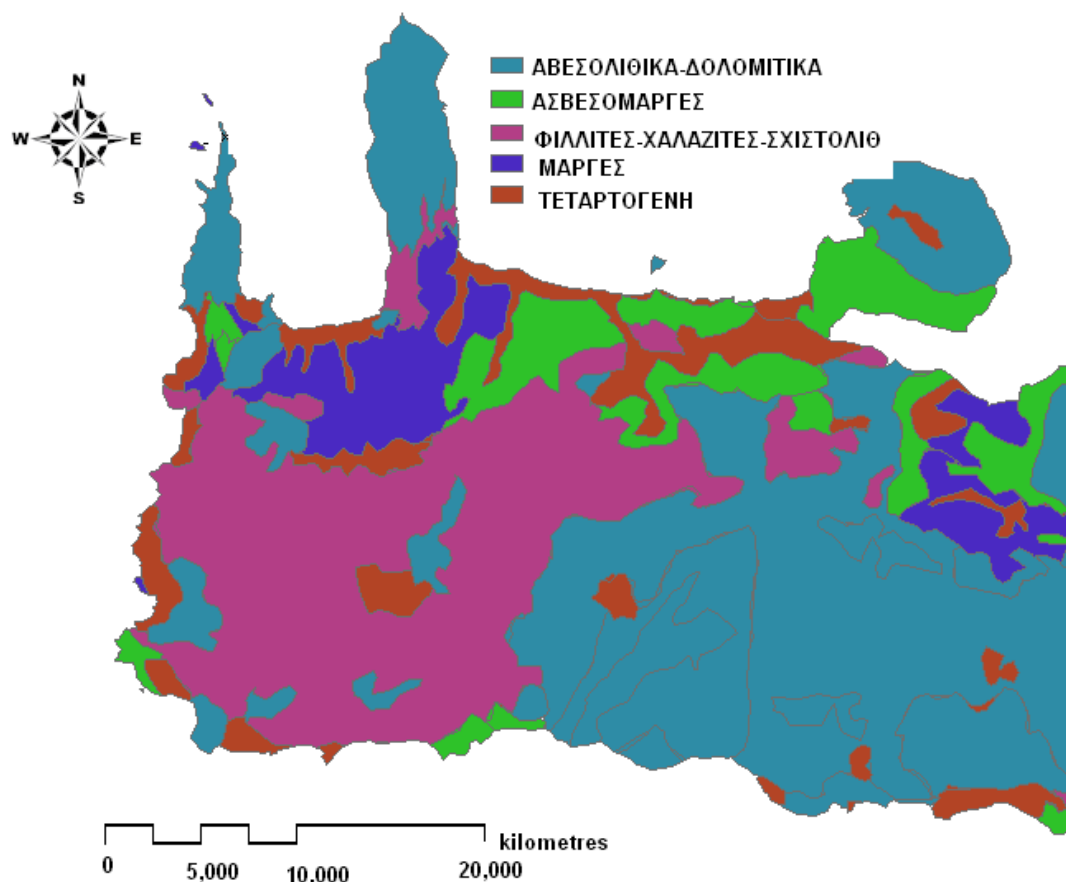 N
W E
S
ΑΒΕΣΟΛΙΘΙΚΑ-ΔΟΛΟΜΙΤΙΚΑ
ΑΣΒΕΣΟΜΑΡΓΕΣ
ΦΙΛΛΙΤΕΣ-ΧΑΛΑΖΙΤΕΣ-ΣΧΙΣΤΟΛΙΘ
ΜΑΡΓΕΣ
ΤΕΤΑΡΤΟΓΕΝΗ
kilometres
0 5,000 10,000 20,000